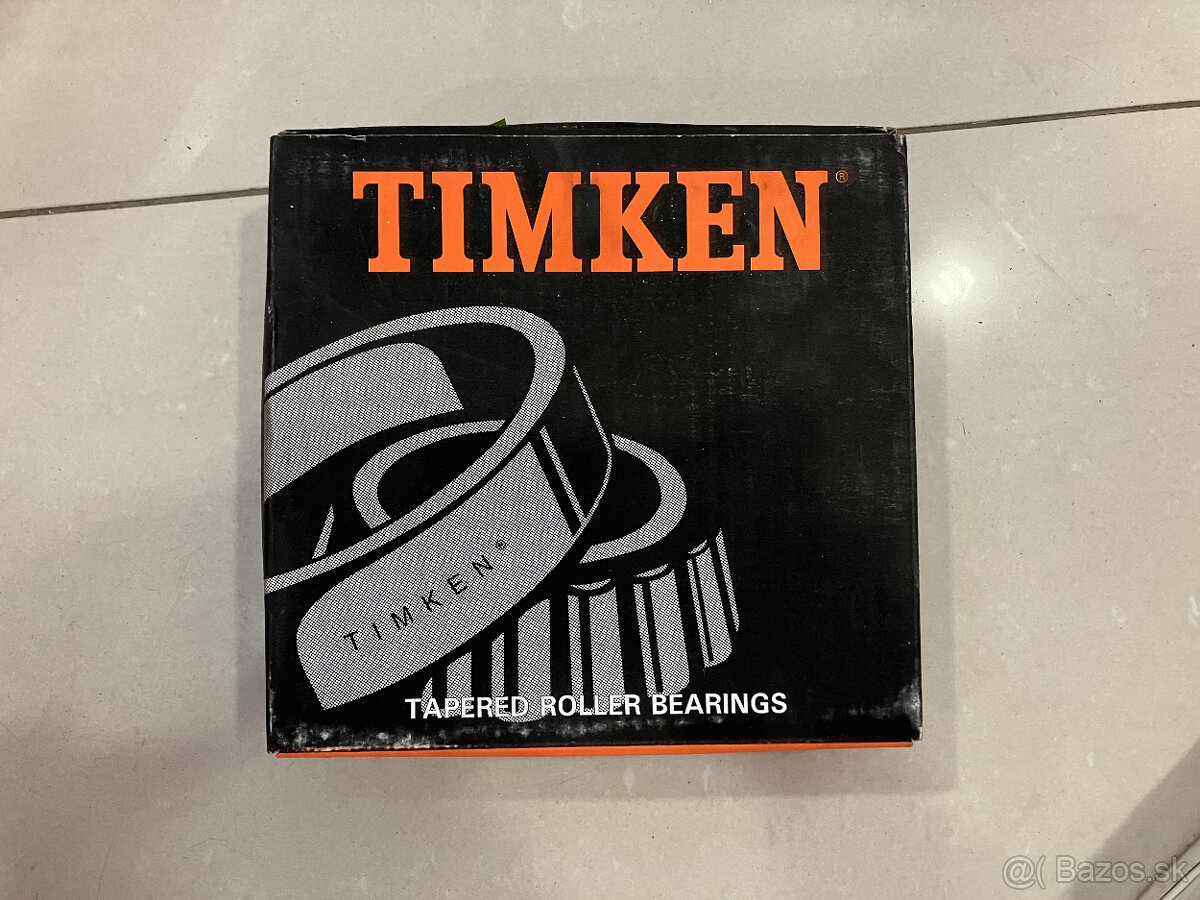 TIMKEN®
TIMKEN®
TAPERED ROLLER BEARINGS
@( Bazos.sk